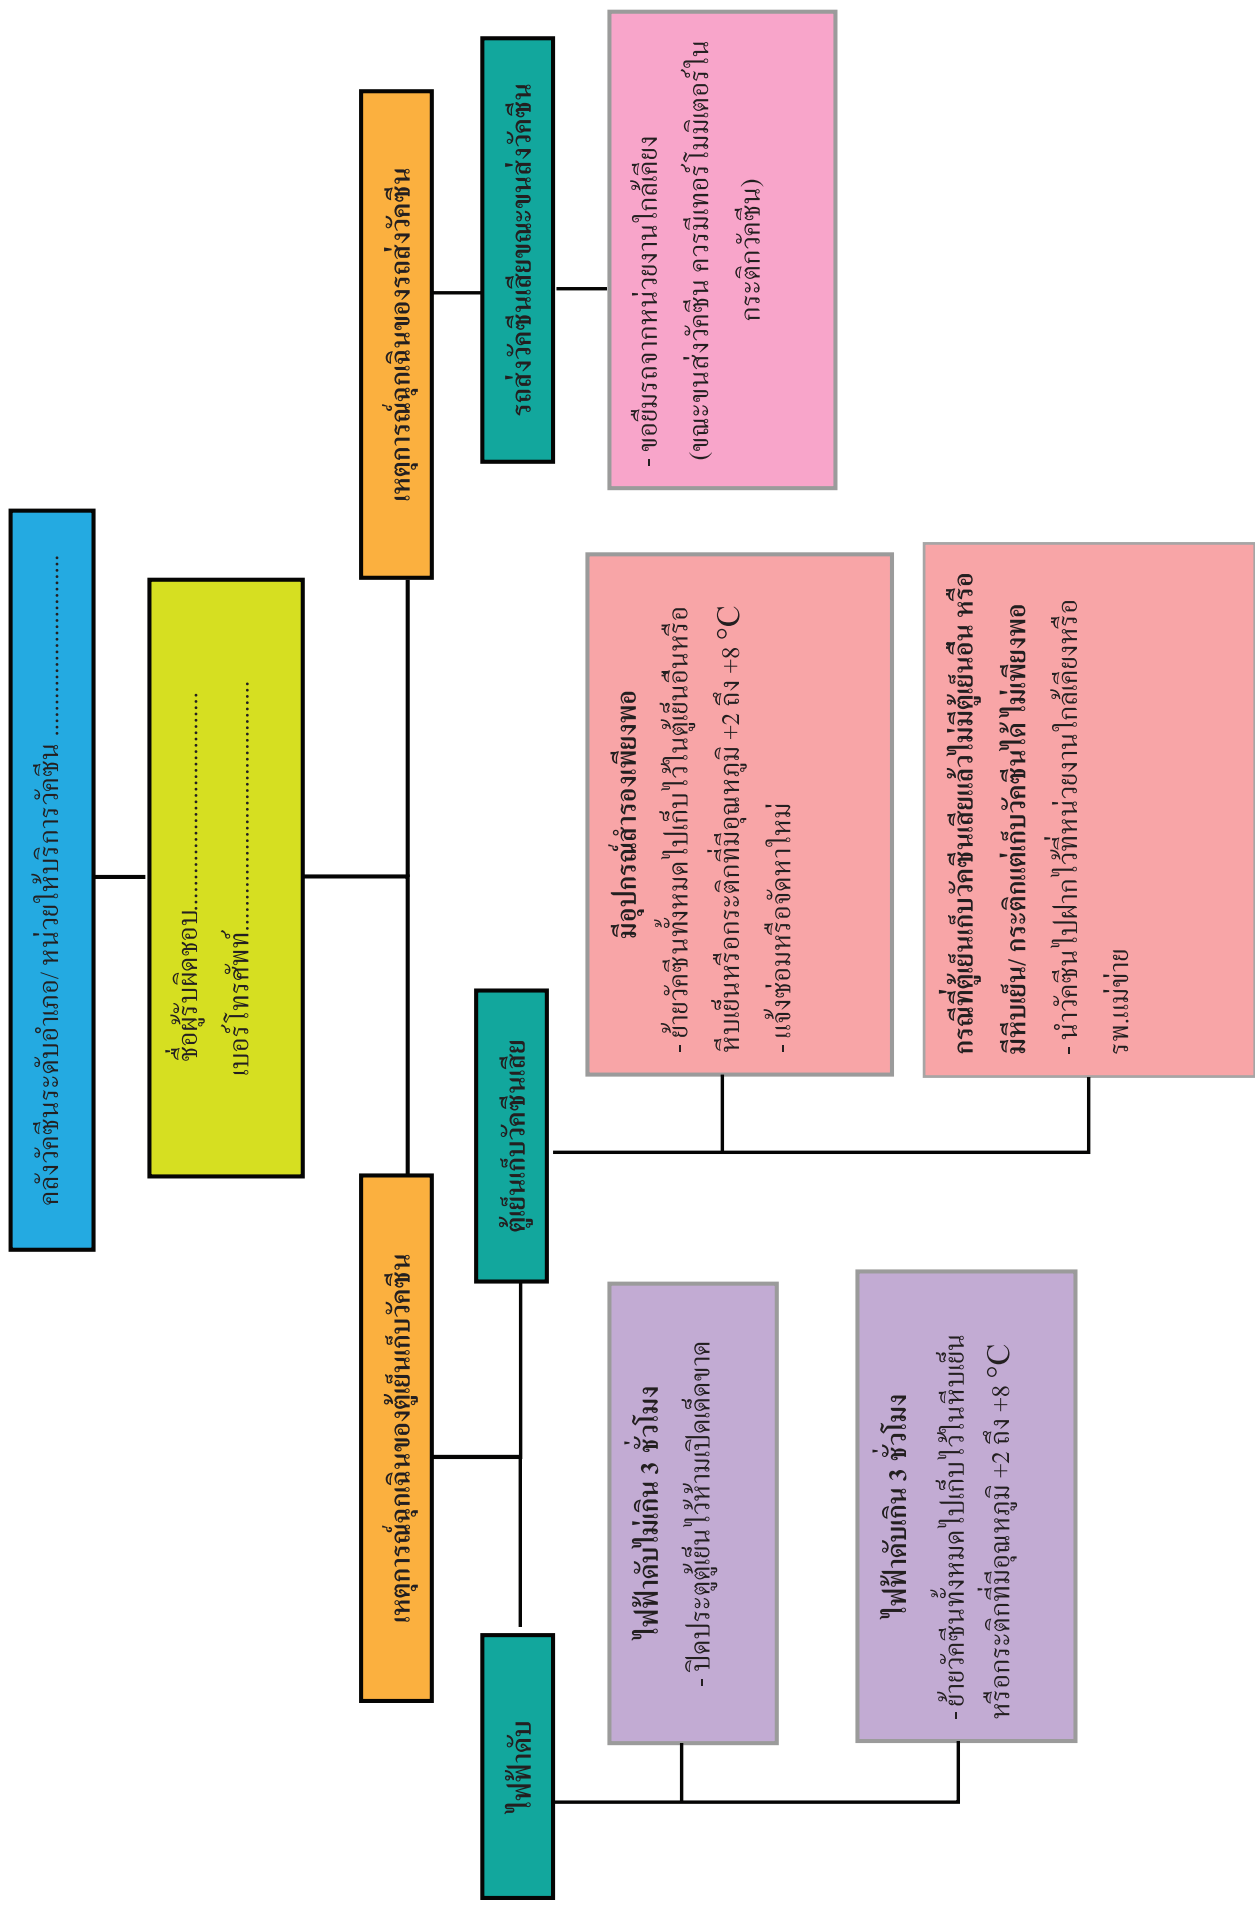 คลังวัคซีนระดับอำเภอ/ หน่วยให้บริการวัคซีน .............................
ชื่อผู้รับผิดชอบ...................................
เบอร์โทรศัพท์........................................
เหตุการณ์ฉุกเฉินของตู้เย็นเก็บวัคซีน
เหตุการณ์ฉุกเฉินของรถส่งวัคซีน
ไฟฟ้าดับ
ตู้เย็นเก็บวัคซีนเสีย
รถส่งวัคซีนเสียขณะขนส่งวัคซีน
ไฟฟ้าดับไม่เกิน 3 ชั่วโมง
- ปิดประตูตู้เย็นไว้ห้ามเปิดเด็ดขาด
ไฟฟ้าดับเกิน 3 ชั่วโมง
- ย้ายวัคซีนทั้งหมดไปเก็บไว้ในหีบเย็น
หรือกระติกที่มีอุณหภูมิ +2 ถึง +8 °C
มีอุปกรณ์สำรองเพียงพอ
- ย้ายวัคซีนทั้งหมดไปเก็บไว้ในตู้เย็นอื่นหรือ
หีบเย็นหรือกระติกที่มีอุณหภูมิ +2 ถึง +8 °C
- แจ้งซ่อมหรือจัดหาใหม่
กรณีที่ตู้เย็นเก็บวัคซีนเสียแล้วไม่มีตู้เย็นอื่น หรือ
มีหีบเย็น/ กระติกแต่เก็บวัคซีนได้ไม่เพียงพอ
- นำวัคซีนไปฝากไว้ที่หน่วยงานใกล้เคียงหรือ
รพ.แม่ข่าย
- ขอยืมรถจากหน่วยงานใกล้เคียง
(ขณะขนส่งวัคซีน ควรมีเทอร์โมมิเตอร์ใน
กระติกวัคซีน)